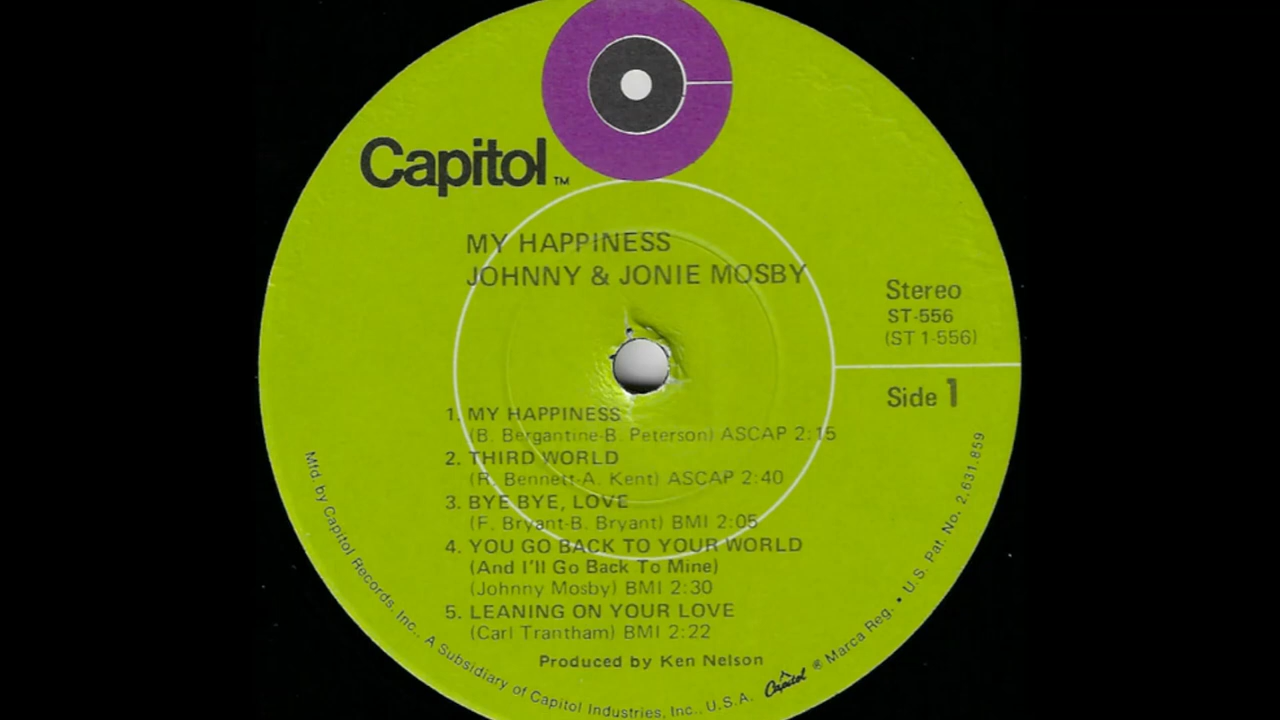 Capitol™
MY HAPPINESS
JOHNNY & JONIE MOSBY
Stereo
ST-556
(ST 1-556)
Side 1
1. MY HAPPINESS
(B. Bergantine-B. Peterson) ASCAP 2:15
2. THIRD WORLD
(R. Bennett-A. Kent) ASCAP 2:40
3. BYE BYE, LOVE
(F. Bryant-B. Bryant) BMI 2:05
4. YOU GO BACK TO YOUR WORLD
(And I'll Go Back To Mine)
(Johnny Mosby) BMI 2:30
5. LEANING ON YOUR LOVE
(Carl Trantham) BMI 2:22
Produced by Ken Nelson
Mfd. by Capitol Records, Inc., A Subsidiary of Capitol Industries, Inc., U.S.A. Capitol ® Marca Reg. • U.S. Pat. No. 2,631,859